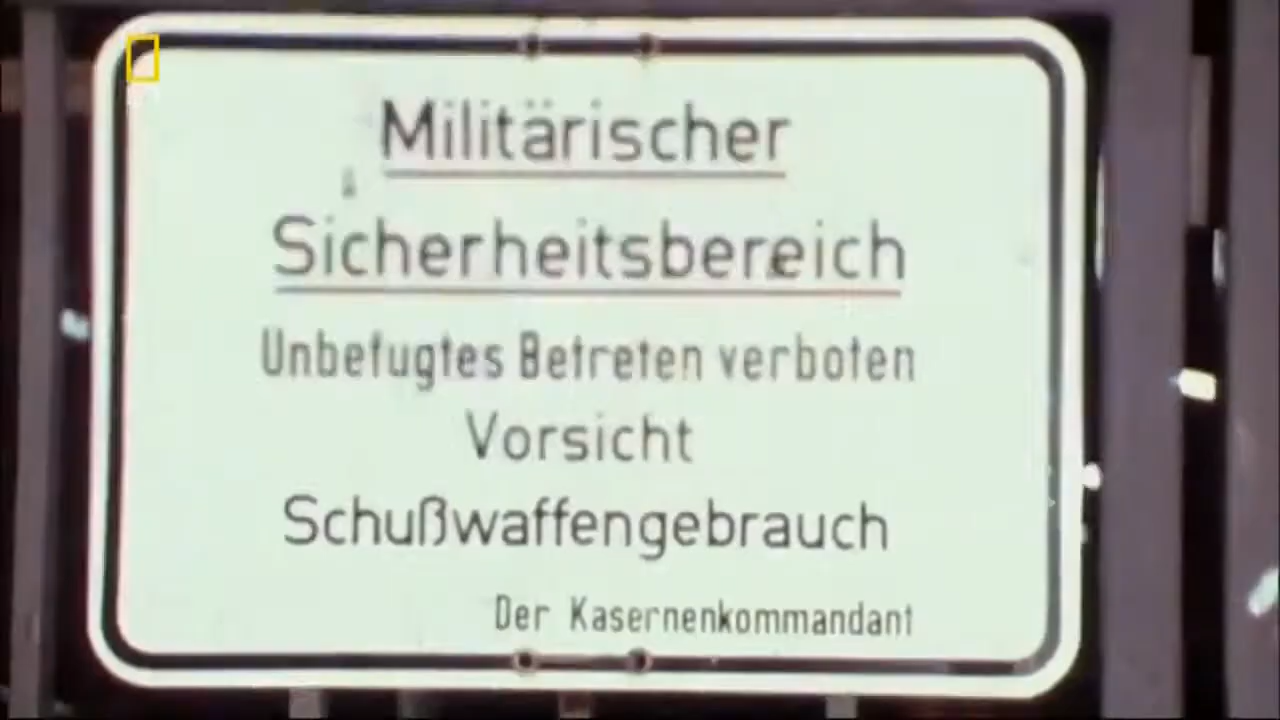 Militärischer
Sicherheitsbereich
Unbefugtes Betreten verboten
Vorsicht
Schußwaffengebrauch
Der Kasernenkommandant